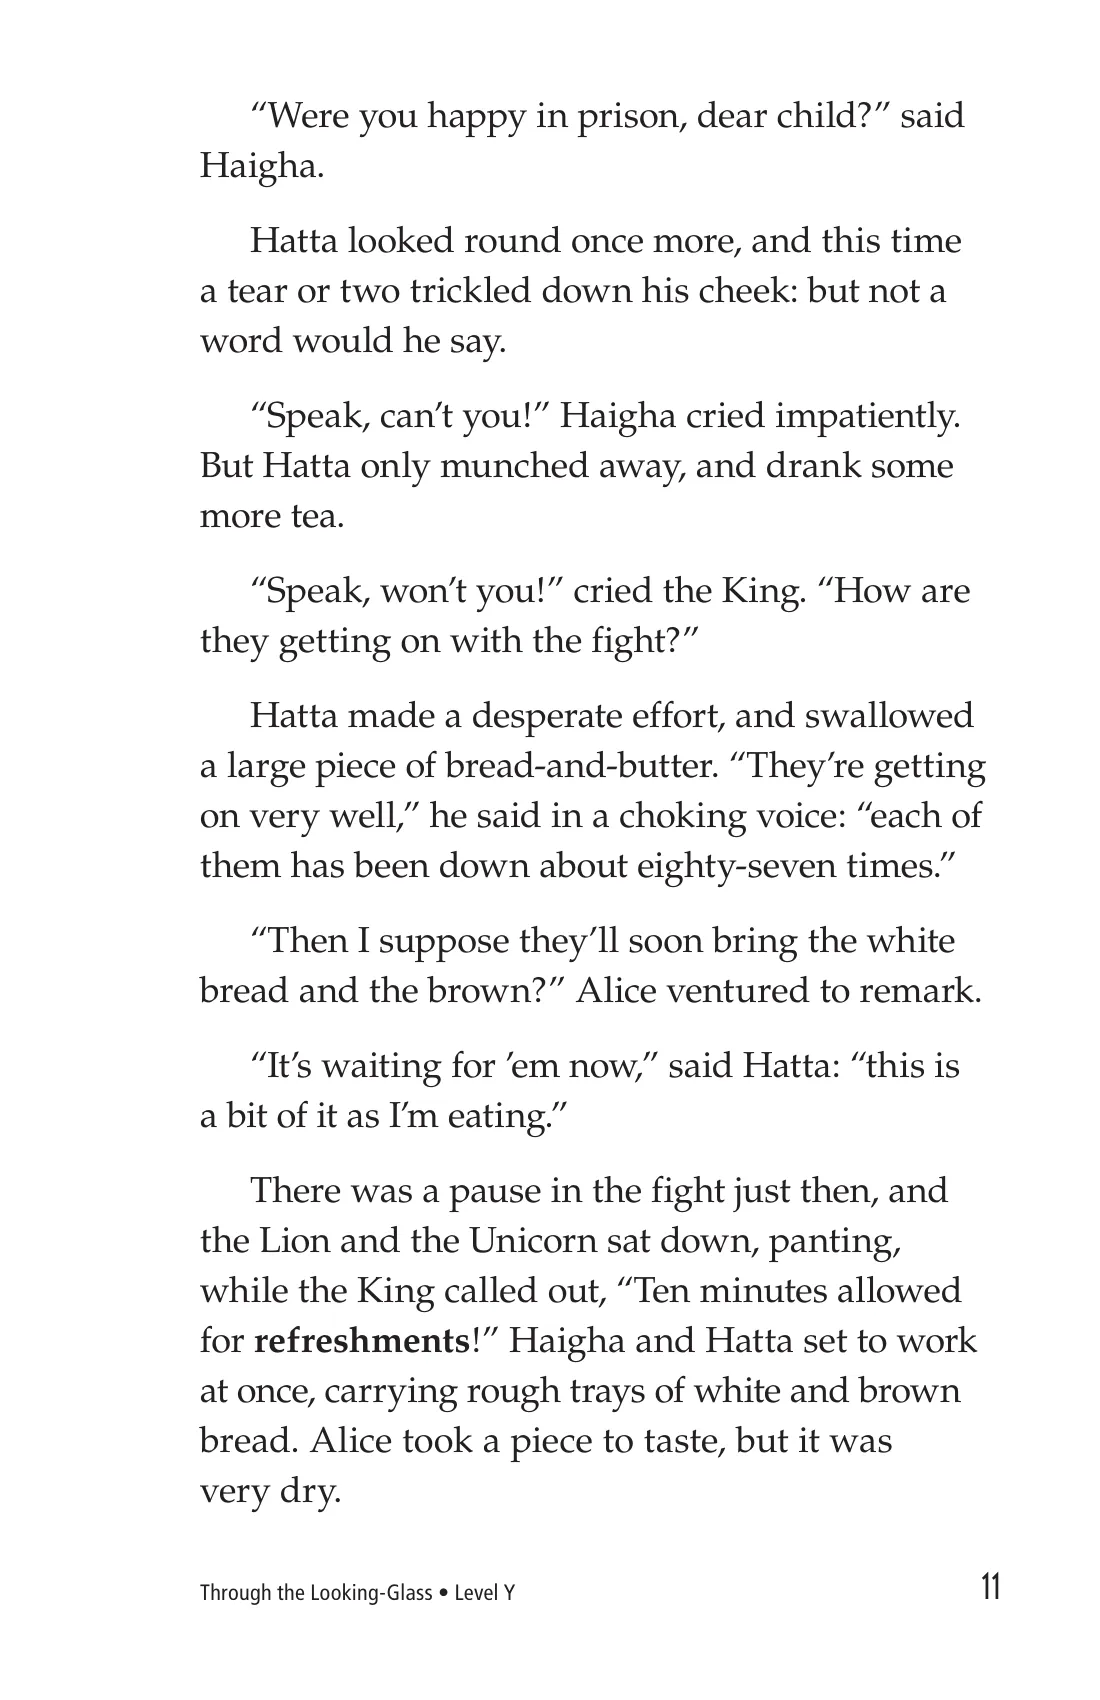 “Were you happy in prison, dear child?” said
Haigha.
Hatta looked round once more, and this time
a tear or two trickled down his cheek: but not a
word would he say.
“Speak, can’t you!” Haigha cried impatiently.
But Hatta only munched away, and drank some
more tea.
“Speak, won’t you!” cried the King. “How are
they getting on with the fight?”
Hatta made a desperate effort, and swallowed
a large piece of bread-and-butter. “They’re getting
on very well,” he said in a choking voice: “each of
them has been down about eighty-seven times.”
“Then I suppose they’ll soon bring the white
bread and the brown?” Alice ventured to remark.
“It’s waiting for ’em now,” said Hatta: “this is
a bit of it as I’m eating.”
There was a pause in the fight just then, and
the Lion and the Unicorn sat down, panting,
while the King called out, “Ten minutes allowed
for refreshments!” Haigha and Hatta set to work
at once, carrying rough trays of white and brown
bread. Alice took a piece to taste, but it was
very dry.
Through the Looking-Glass • Level Y
11